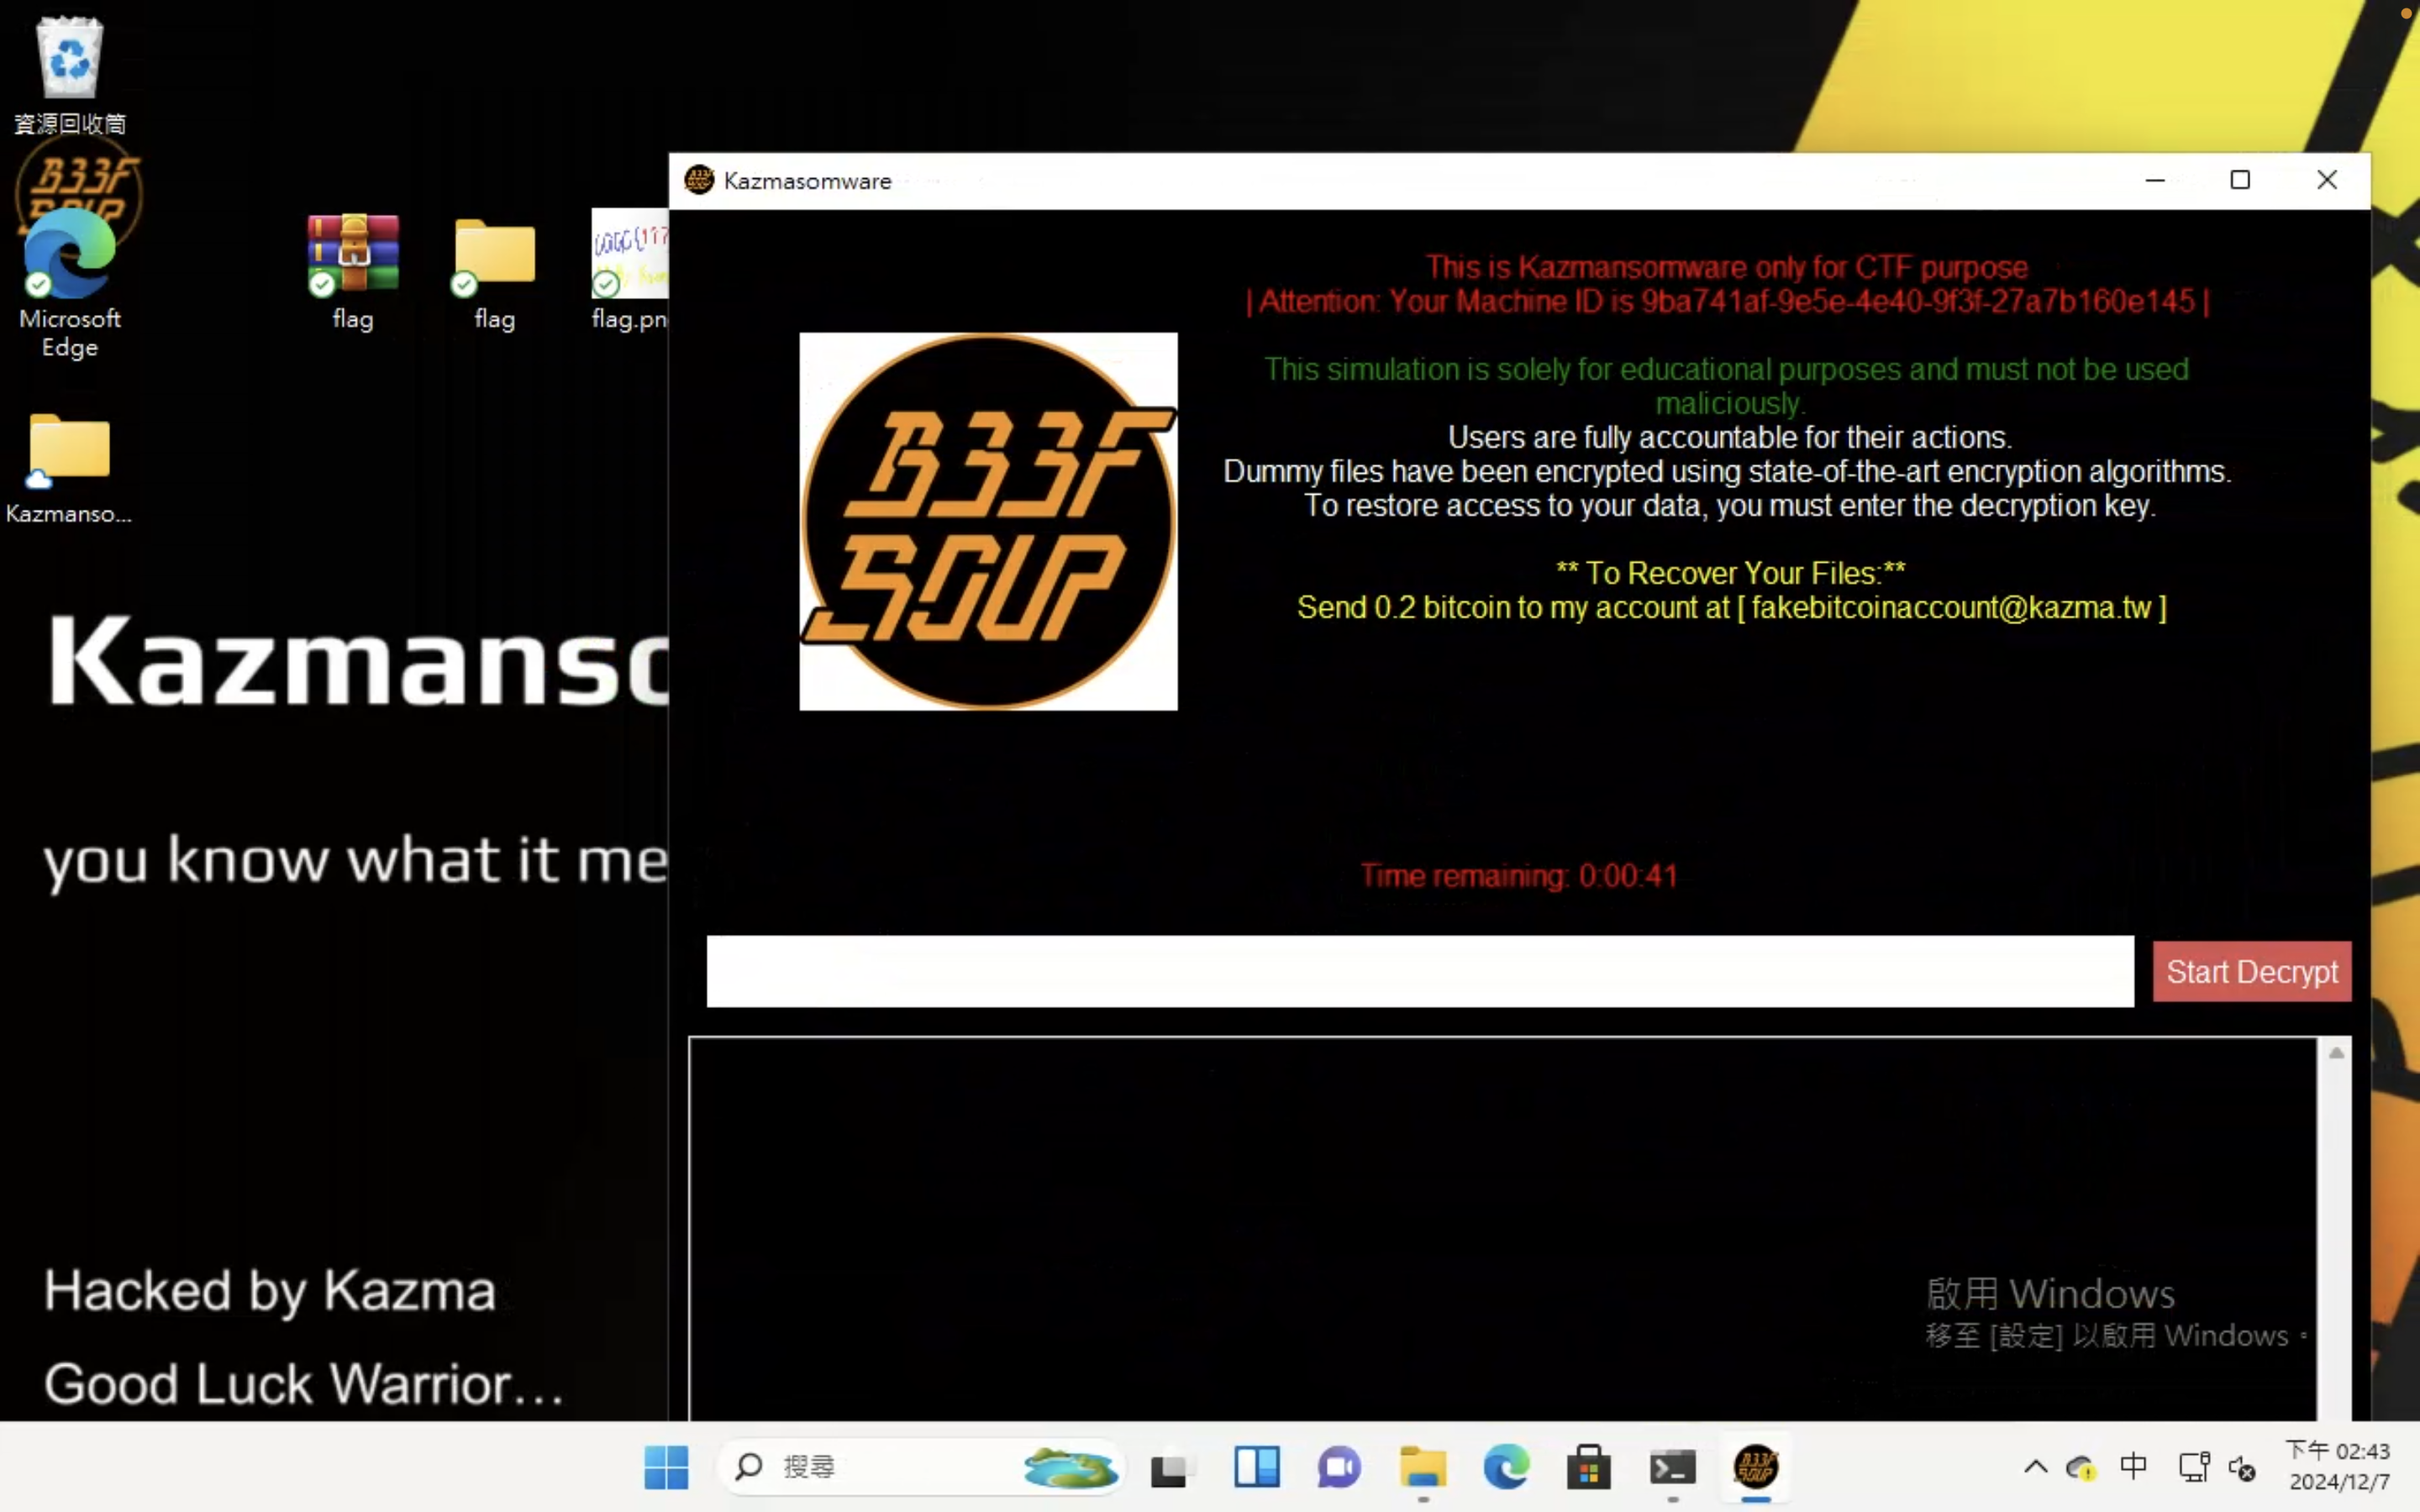 資源回收筒
B33F
SOUP
Microsoft
Edge
flag
flag
flag.pn
Kazmanso...
Kazmanso
you know what it me
Hacked by Kazma
Good Luck Warrior...
Kazmasomware
B33F
SOUP
This is Kazmansomware only for CTF purpose
| Attention: Your Machine ID is 9ba741af-9e5e-4e40-9f3f-27a7b160e145 |
This simulation is solely for educational purposes and must not be used
maliciously.
Users are fully accountable for their actions.
Dummy files have been encrypted using state-of-the-art encryption algorithms.
To restore access to your data, you must enter the decryption key.
** To Recover Your Files:**
Send 0.2 bitcoin to my account at [ fakebitcoinaccount@kazma.tw ]
Time remaining: 0:00:41
Start Decrypt
啟用 Windows
移至 [設定] 以啟用 Windows。
搜尋
B33F
SOUP
中
下午 02:43
2024/12/7